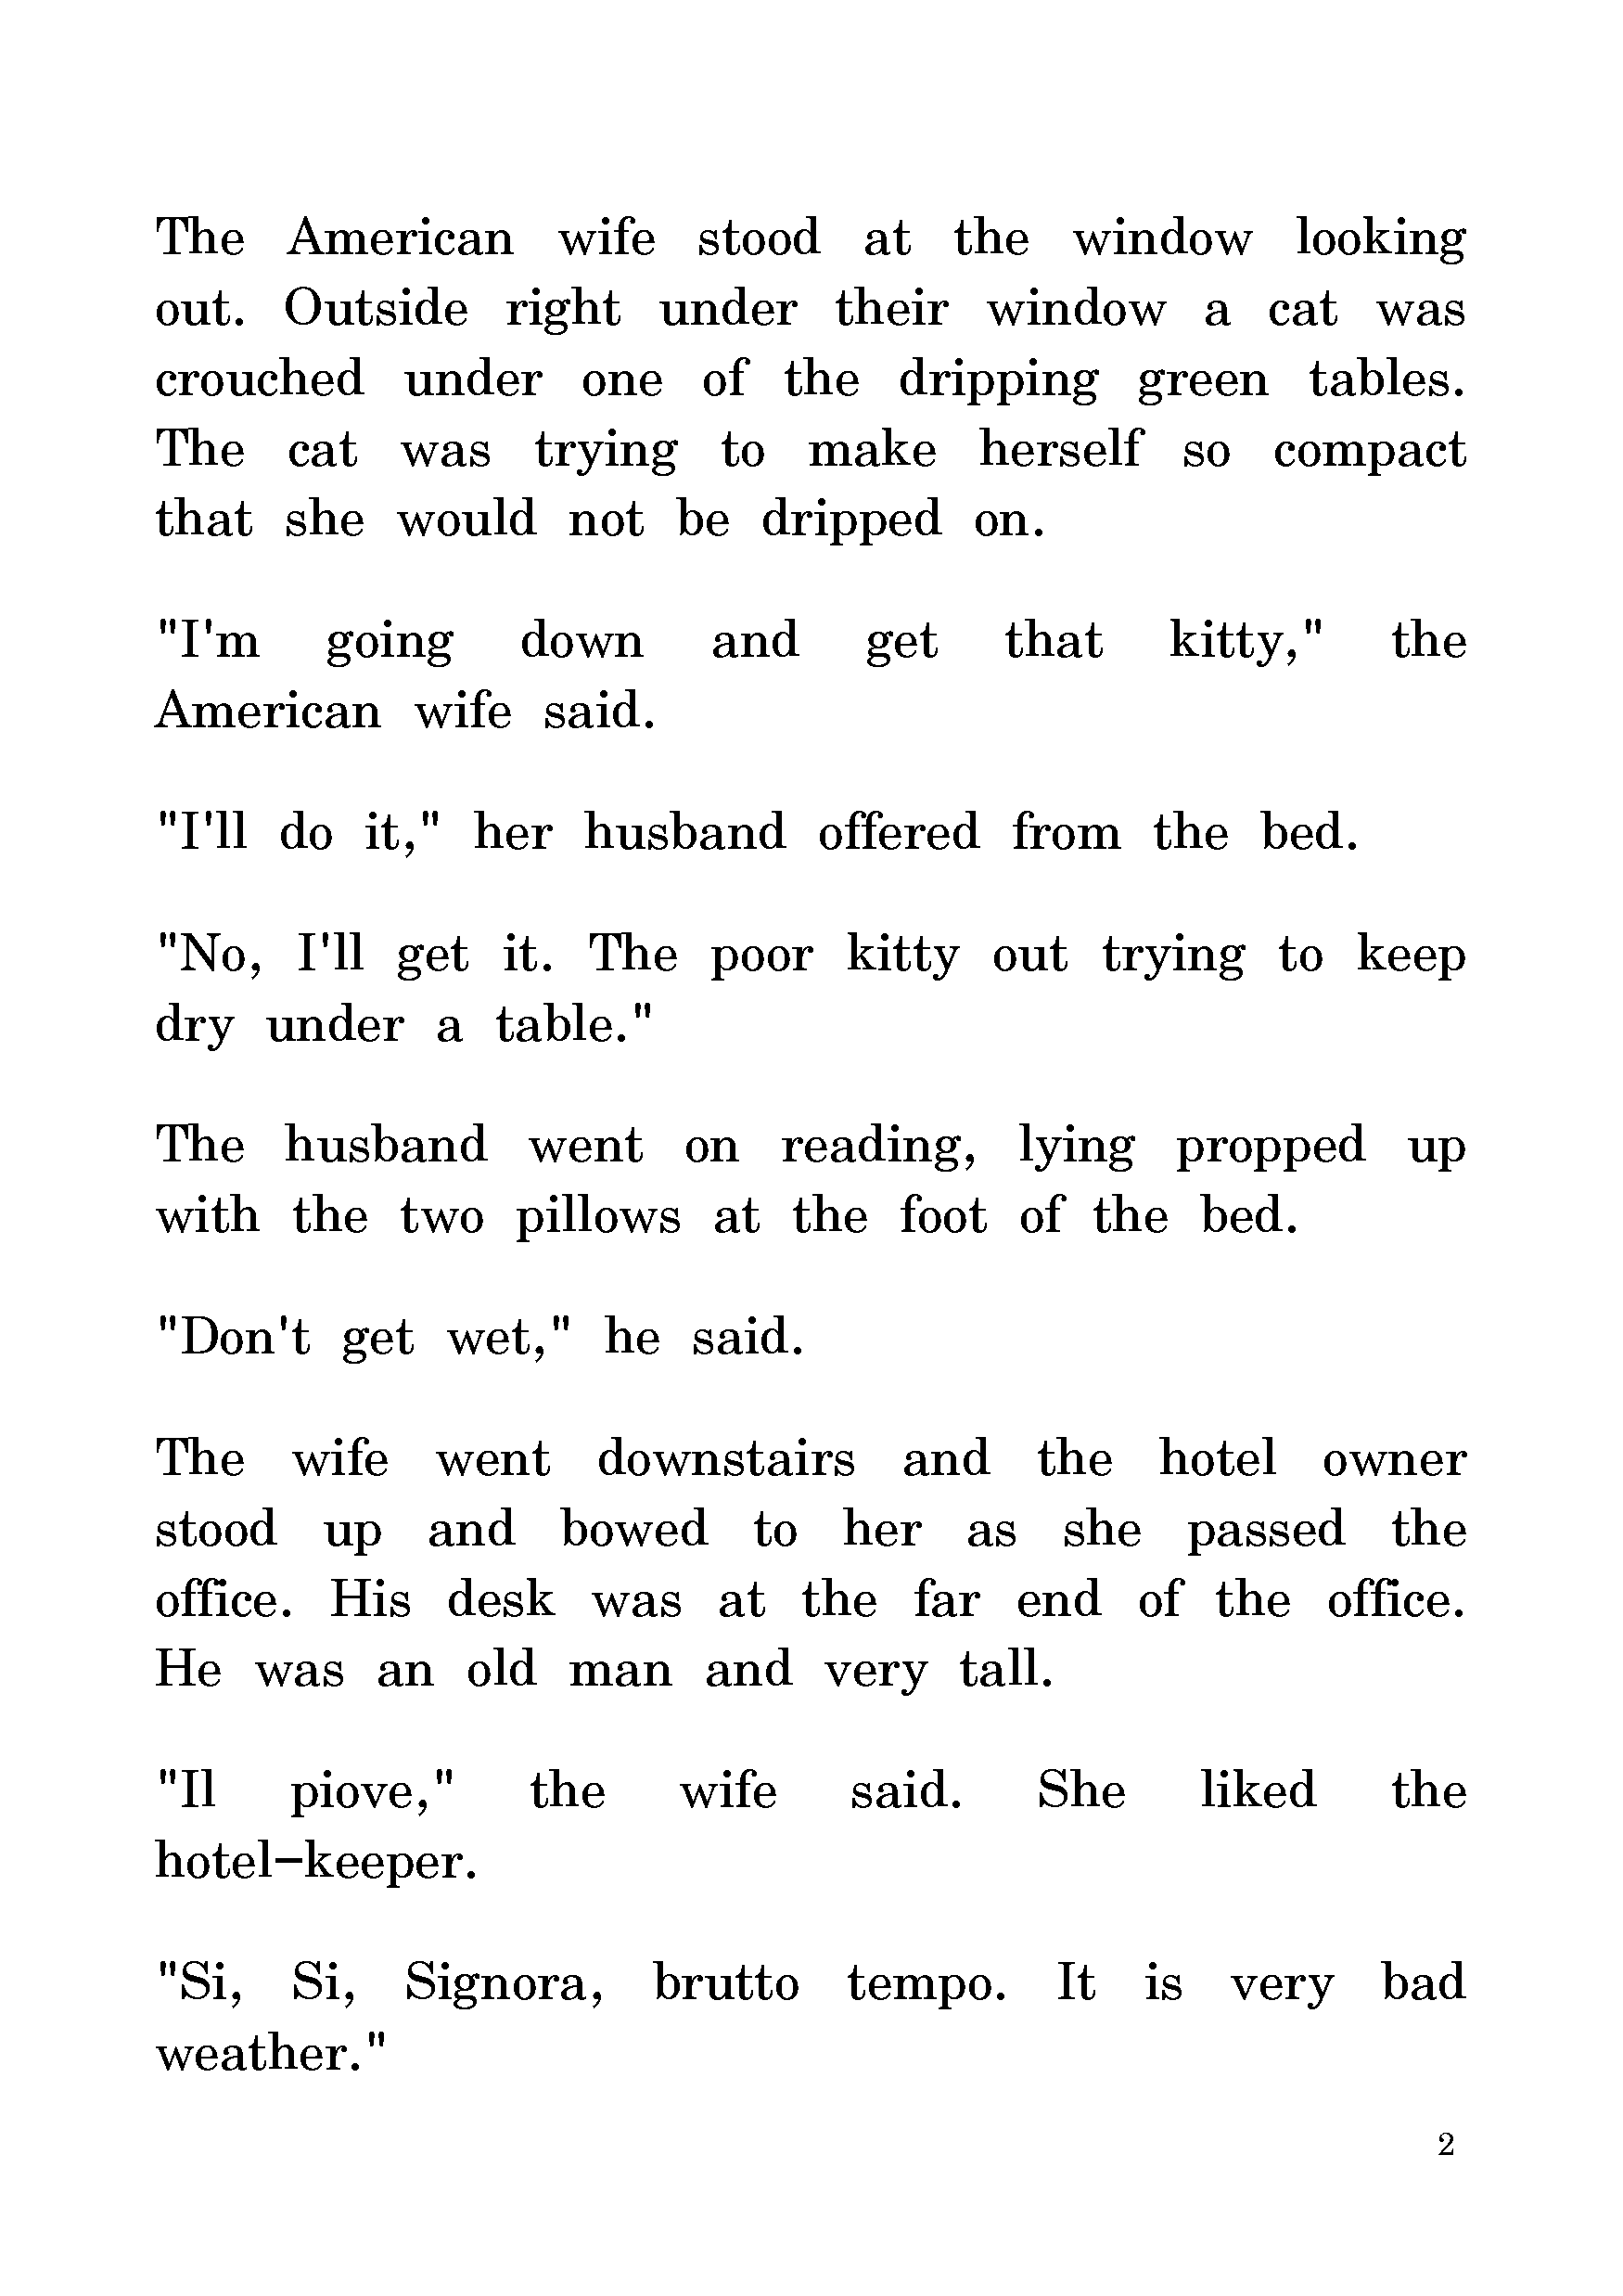 The American wife stood at the window looking
out. Outside right under their window a cat was
crouched under one of the dripping green tables.
The cat was trying to make herself so compact
that she would not be dripped on.
"I'm going down and get that kitty," the
American wife said.
"I'll do it," her husband offered from the bed.
"No, I'll get it. The poor kitty out trying to keep
dry under a table."
The husband went on reading, lying propped up
with the two pillows at the foot of the bed.
"Don't get wet," he said.
The wife went downstairs and the hotel owner
stood up and bowed to her as she passed the
office. His desk was at the far end of the office.
He was an old man and very tall.
"Il piove," the wife said. She liked the
hotel–keeper.
"Si, Si, Signora, brutto tempo. It is very bad
weather."
2